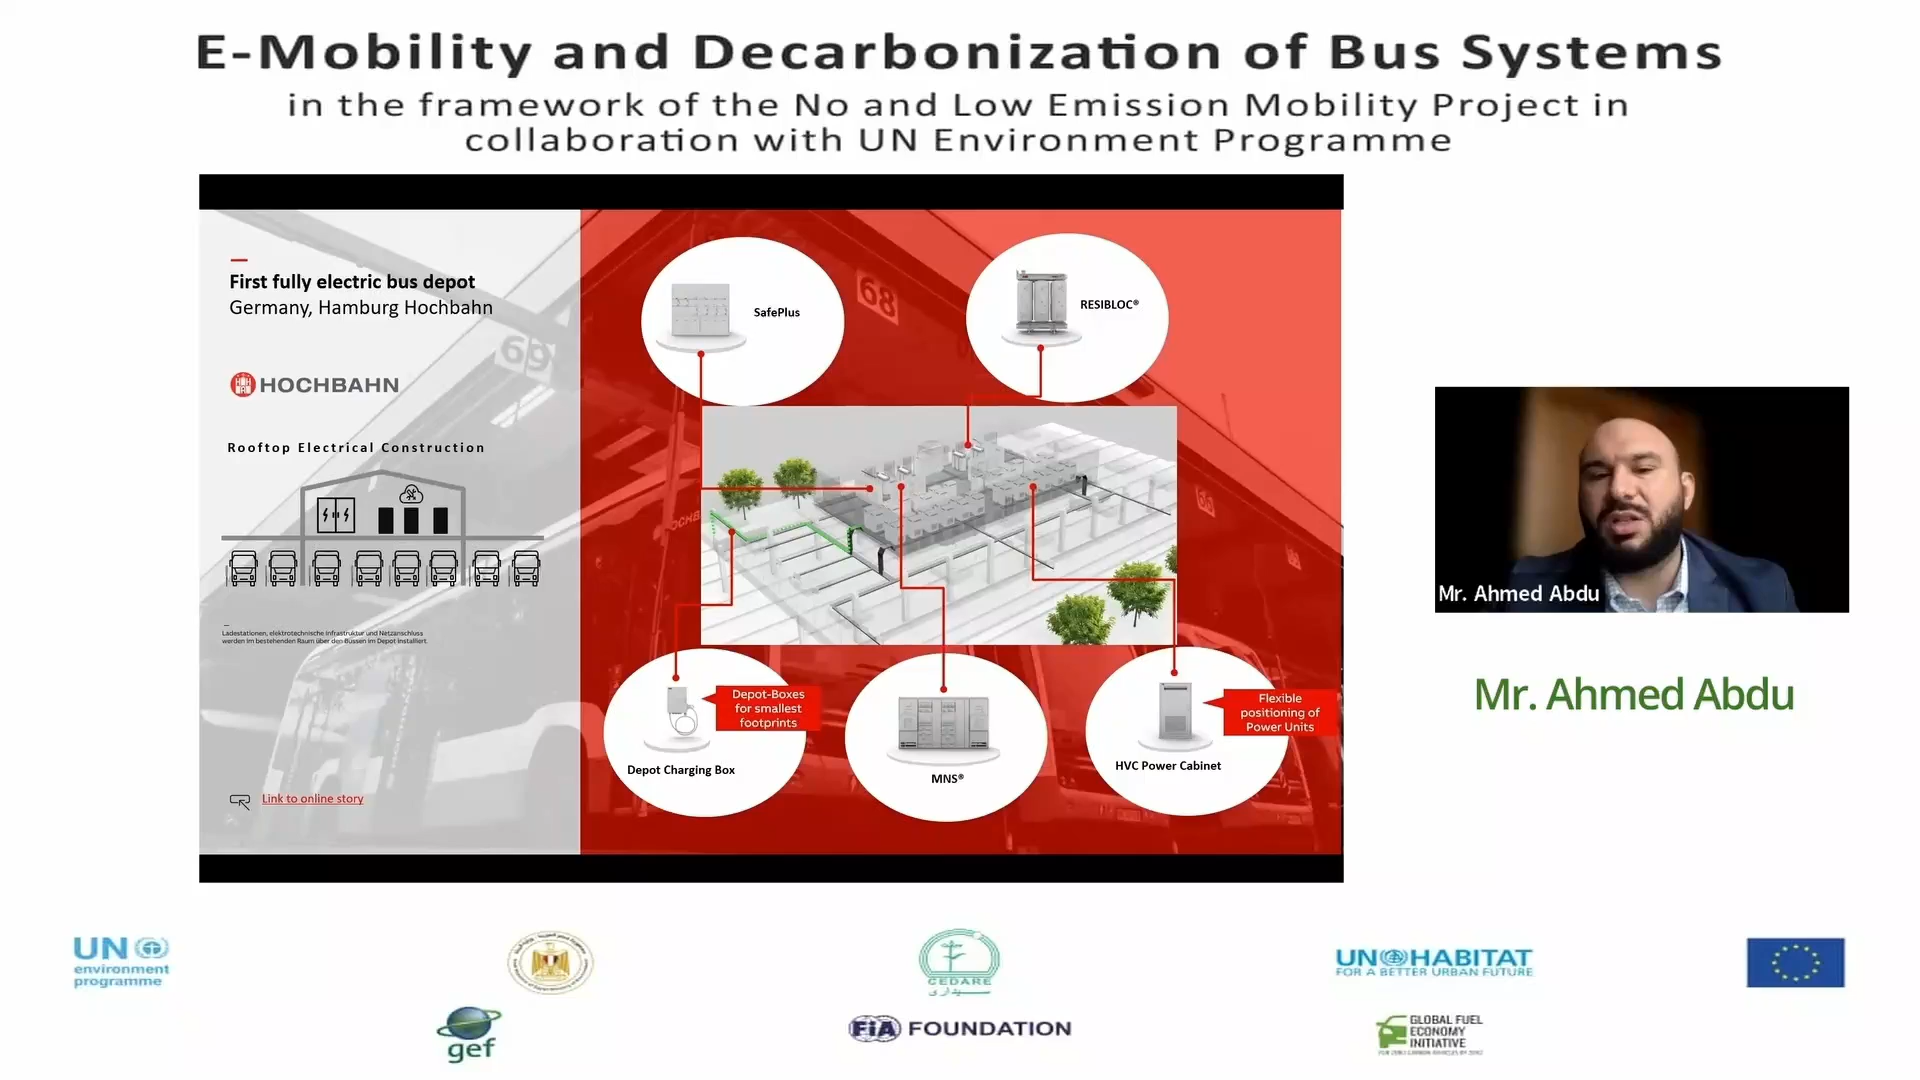 E-Mobility and Decarbonization of Bus Systems
in the framework of the No and Low Emission Mobility Project in
collaboration with UN Environment Programme
First fully electric bus depot
Germany, Hamburg Hochbahn
HOCHBAHN
Rooftop Electrical Construction
Ladestationen, elektrotechnische Infrastruktur und Netzanschluss
werden im bestehenden Raum über den Bussen im Depot installiert.
Link to online story
69
68
66
SafePlus
RESIBLOC®
Depot-Boxes
for smallest
footprints
Depot Charging Box
MNS®
Flexible
positioning of
Power Units
HVC Power Cabinet
Mr. Ahmed Abdu
Mr. Ahmed Abdu
UN
environment
programme
CEDARE
سيداري
UN HABITAT
FOR A BETTER URBAN FUTURE
gef
FiA FOUNDATION
GLOBAL FUEL
ECONOMY
INITIATIVE